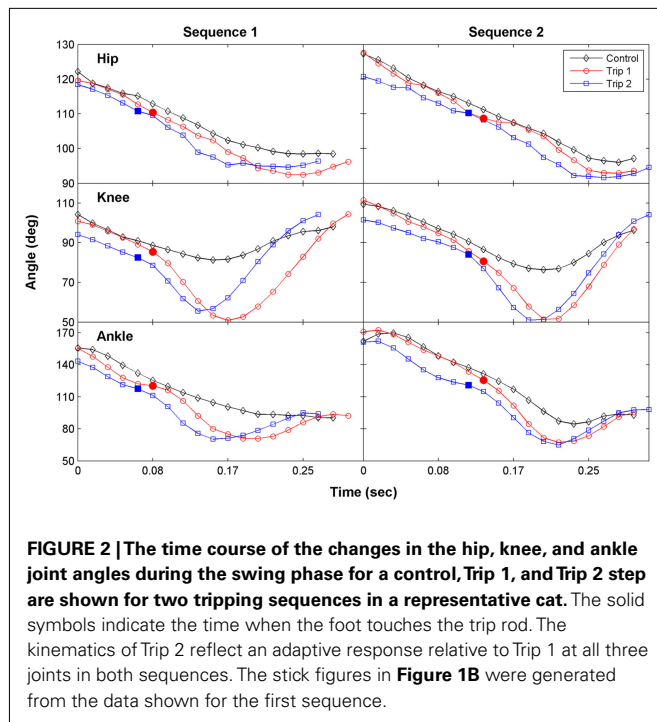 Sequence 1 Sequence 2
130
120
110
100
90
Hip
Control
Trip 1
Trip 2
110
90
70
50
Knee
Angle (deg)
170
140
110
80
50
Ankle
0 0.08 0.17 0.25 0 0.08 0.17 0.25
Time (sec)
FIGURE 2 | The time course of the changes in the hip, knee, and ankle
joint angles during the swing phase for a control, Trip 1, and Trip 2 step
are shown for two tripping sequences in a representative cat. The solid
symbols indicate the time when the foot touches the trip rod. The
kinematics of Trip 2 reflect an adaptive response relative to Trip 1 at all three
joints in both sequences. The stick figures in Figure 1B were generated
from the data shown for the first sequence.